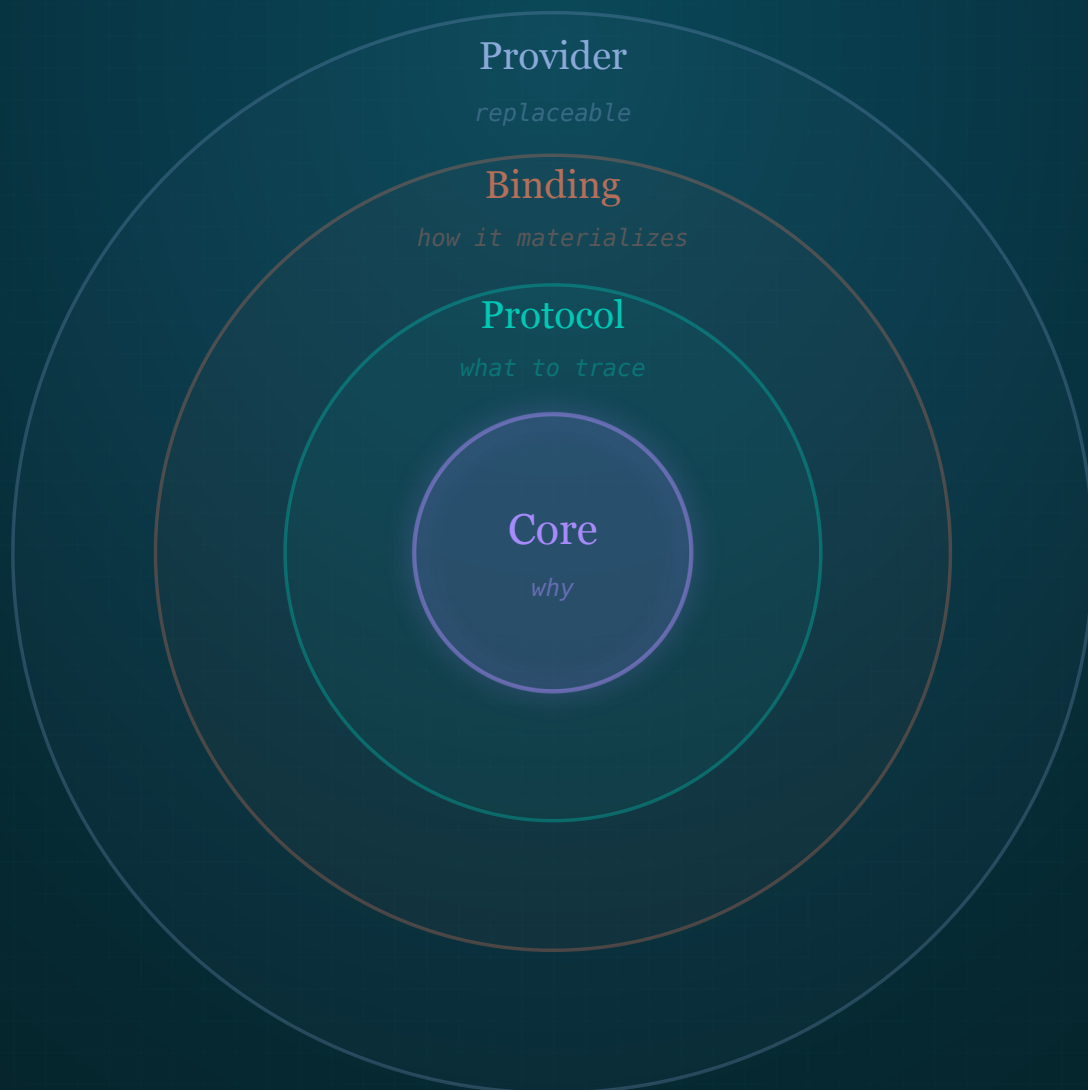 Provider
replaceable
Binding
how it materializes
Protocol
what to trace
Core
why